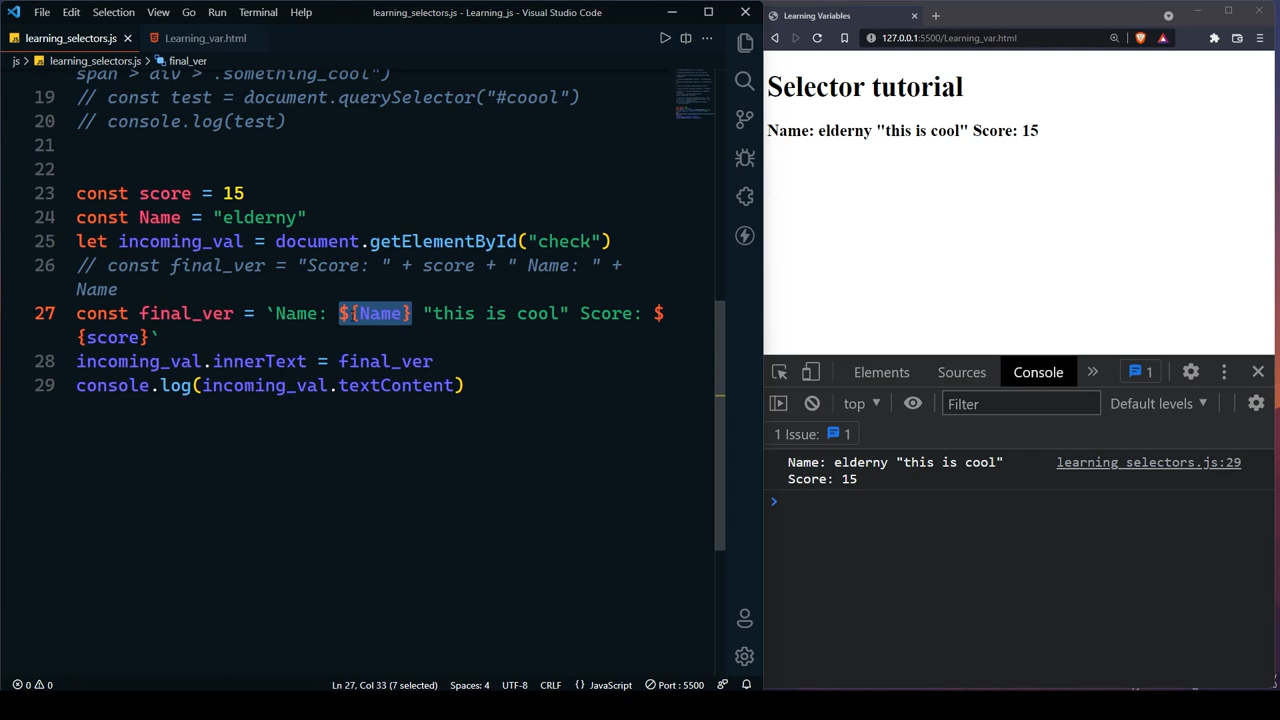 File Edit Selection View Go Run Terminal Help learning_selectors.js - Learning_js - Visual Studio Code
learning_selectors.js Learning_var.html
js > learning_selectors.js > final_ver
span > div > .something_cool")
19 // const test = document.querySelector("#coool")
20 // console.log(test)
21
22
23 const score = 15
24 const Name = "elderny"
25 let incoming_val = document.getElementById("check")
26 // const final_ver = "Score: " + score + " Name: " +
Name
27 const final_ver = `Name: ${Name} "this is cool" Score: $
{score}`
28 incoming_val.innerText = final_ver
29 console.log(incoming_val.textContent)
0 0 Ln 27, Col 33 (7 selected) Spaces: 4 UTF-8 CRLF {} JavaScript Port : 5500
Learning Variables
127.0.0.1:5500/Learning_var.html
Selector tutorial
Name: elderny "this is cool" Score: 15
Elements Sources Console » 1
top Filter Default levels
1 Issue: 1
Name: elderny "this is cool" learning_selectors.js:29
Score: 15
>